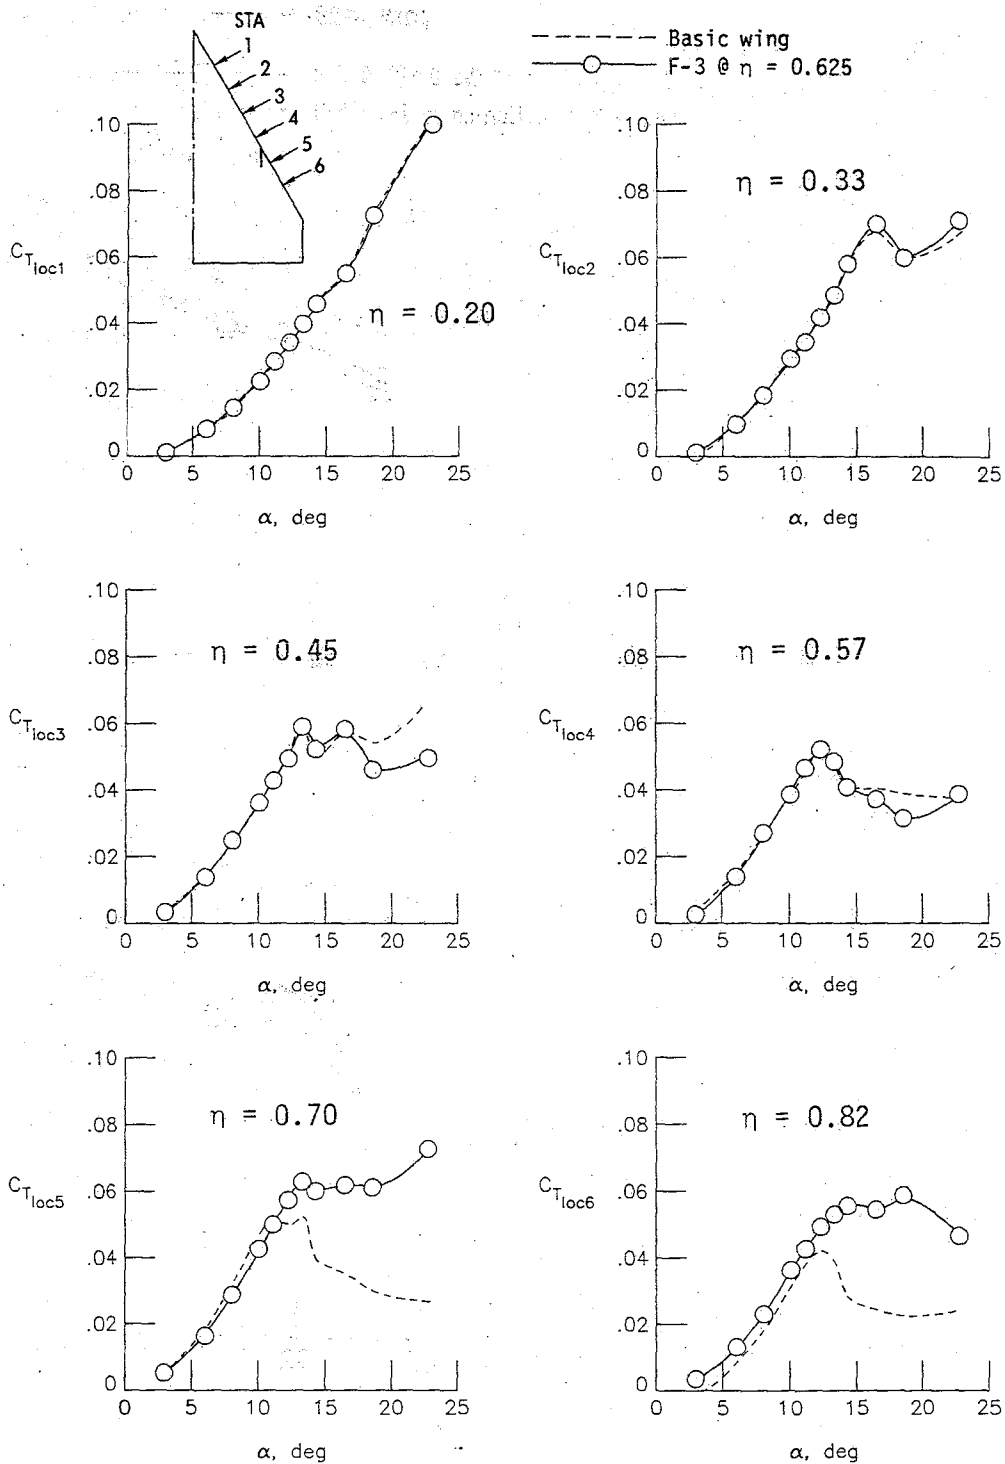 STA
1
2
3
4
5
6
Basic wing
F-3 @ η = 0.625
.10
.08
.06
.04
.02
0
C_T_loc1
η = 0.20
0 5 10 15 20 25
α, deg
.10
.08
.06
.04
.02
0
C_T_loc2
η = 0.33
0 5 10 15 20 25
α, deg
.10
.08
.06
.04
.02
0
C_T_loc3
η = 0.45
0 5 10 15 20 25
α, deg
.10
.08
.06
.04
.02
0
C_T_loc4
η = 0.57
0 5 10 15 20 25
α, deg
.10
.08
.06
.04
.02
0
C_T_loc5
η = 0.70
0 5 10 15 20 25
α, deg
.10
.08
.06
.04
.02
0
C_T_loc6
η = 0.82
0 5 10 15 20 25
α, deg